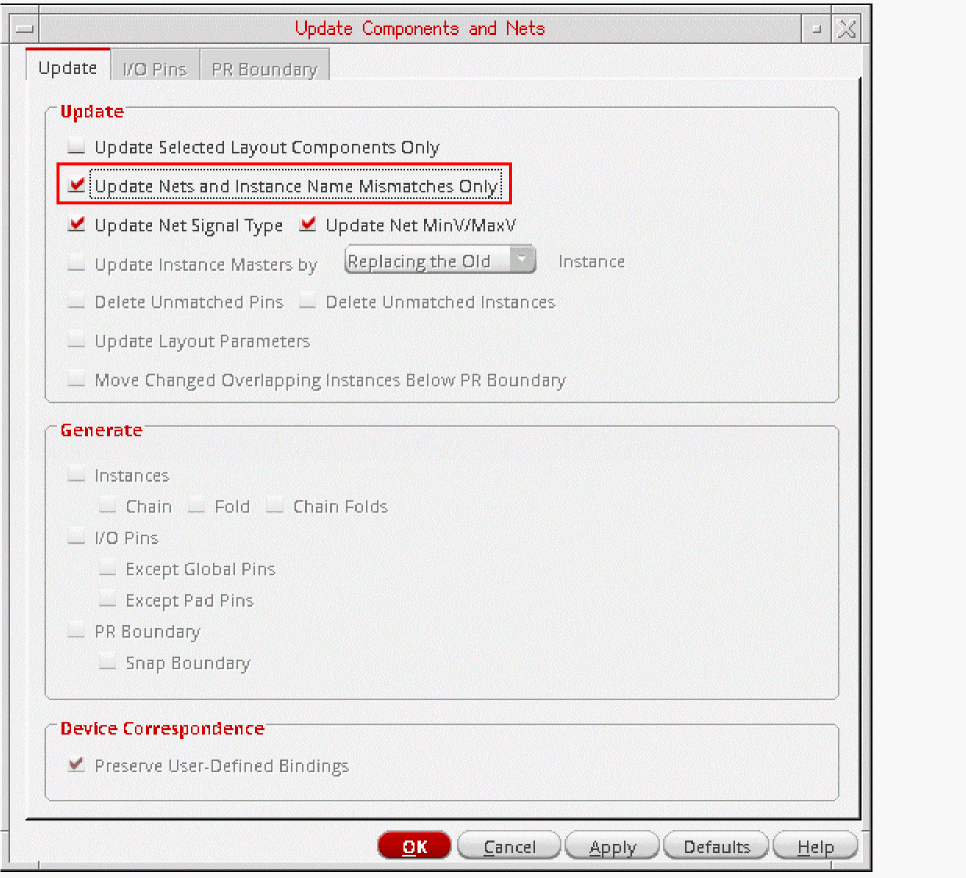 Update Components and Nets
Update I/O Pins PR Boundary
Update
Update Selected Layout Components Only
Update Nets and Instance Name Mismatches Only
Update Net Signal Type Update Net MinV/MaxV
Update Instance Masters by Replacing the Old Instance
Delete Unmatched Pins Delete Unmatched Instances
Update Layout Parameters
Move Changed Overlapping Instances Below PR Boundary
Generate
Instances
Chain Fold Chain Folds
I/O Pins
Except Global Pins
Except Pad Pins
PR Boundary
Snap Boundary
Device Correspondence
Preserve User-Defined Bindings
OK Cancel Apply Defaults Help